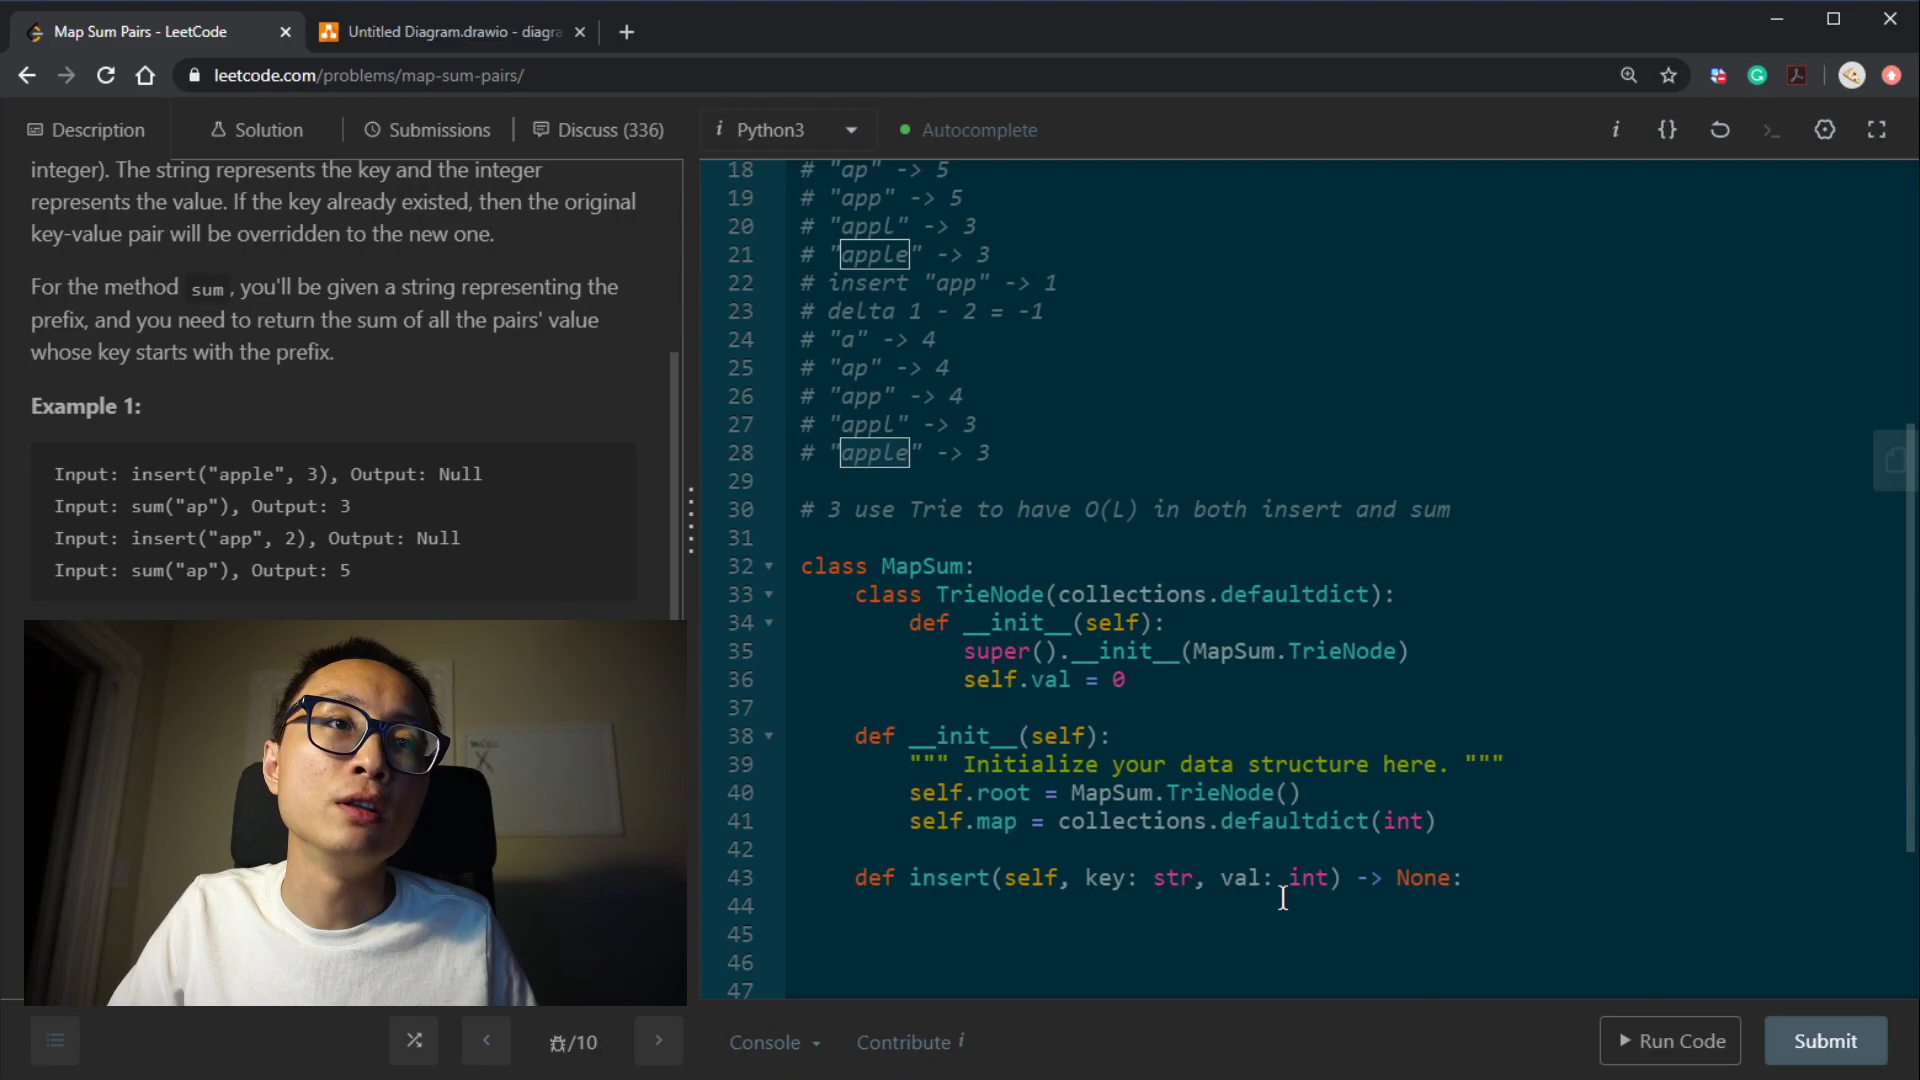 Map Sum Pairs - LeetCode
Untitled Diagram.drawio - diagra
leetcode.com/problems/map-sum-pairs/
Description
Solution
Submissions
Discuss (336)
i Python3
Autocomplete
i {}
integer). The string represents the key and the integer
represents the value. If the key already existed, then the original
key-value pair will be overridden to the new one.
For the method sum, you'll be given a string representing the
prefix, and you need to return the sum of all the pairs' value
whose key starts with the prefix.
Example 1:
Input: insert("apple", 3), Output: Null
Input: sum("ap"), Output: 3
Input: insert("app", 2), Output: Null
Input: sum("ap"), Output: 5
18 # "ap" -> 5
19 # "app" -> 5
20 # "appl" -> 3
21 # "apple" -> 3
22 # insert "app" -> 1
23 # delta 1 - 2 = -1
24 # "a" -> 4
25 # "ap" -> 4
26 # "app" -> 4
27 # "appl" -> 3
28 # "apple" -> 3
29
30 # 3 use Trie to have O(L) in both insert and sum
31
32 class MapSum:
33 class TrieNode(collections.defaultdict):
34 def __init__(self):
35 super().__init__(MapSum.TrieNode)
36 self.val = 0
37
38 def __init__(self):
39 """ Initialize your data structure here. """
40 self.root = MapSum.TrieNode()
41 self.map = collections.defaultdict(int)
42
43 def insert(self, key: str, val: int) -> None:
44
45
46
47
/10
Console
Contribute i
Run Code
Submit